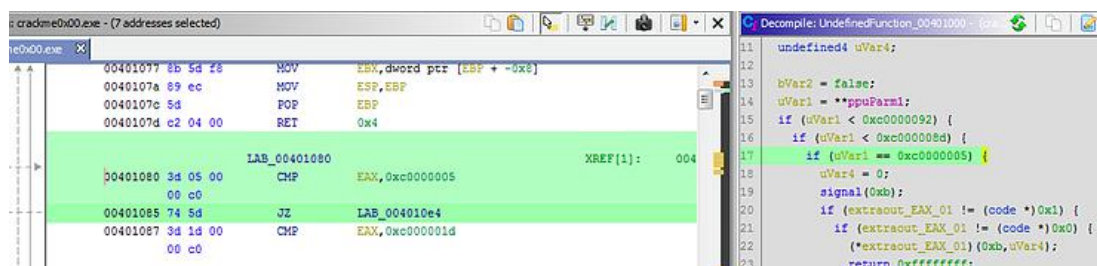 : crackme0x00.exe - (7 addresses selected)
me0x00.exe
00401077 8b 5d f8 MOV EBX,dword ptr [EBP + -0x8]
0040107a 89 ec MOV ESP,EBP
0040107c 5d POP EBP
0040107d c2 04 00 RET 0x4
LAB_00401080 XREF[1]: 004
00401080 3d 05 00 CMP EAX,0xc0000005
00 c0
00401085 74 5d JZ LAB_004010e4
00401087 3d 1d 00 CMP EAX,0xc000001d
00 c0
Decompile: UndefinedFunction_00401000 - (cra
11 undefined4 uVar4;
12
13 bVar2 = false;
14 uVar1 = **ppuParm1;
15 if (uVar1 < 0xc0000092) {
16 if (uVar1 < 0xc000008d) {
17 if (uVar1 == 0xc0000005) {
18 uVar4 = 0;
19 signal(0xb);
20 if (extraout_EAX_01 != (code *)0x1) {
21 if (extraout_EAX_01 != (code *)0x0) {
22 (*extraout_EAX_01)(0xb,uVar4);
23 return 0xffffffff;